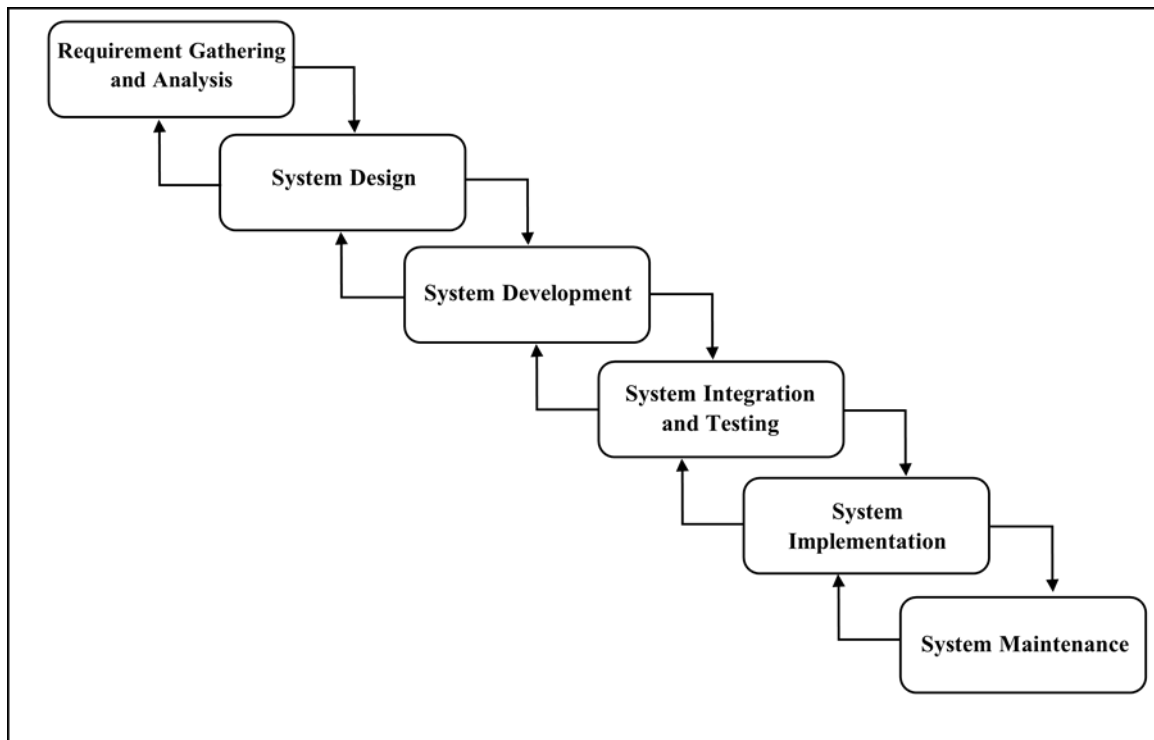 Requirement Gathering
and Analysis
System Design
System Development
System Integration
and Testing
System
Implementation
System Maintenance